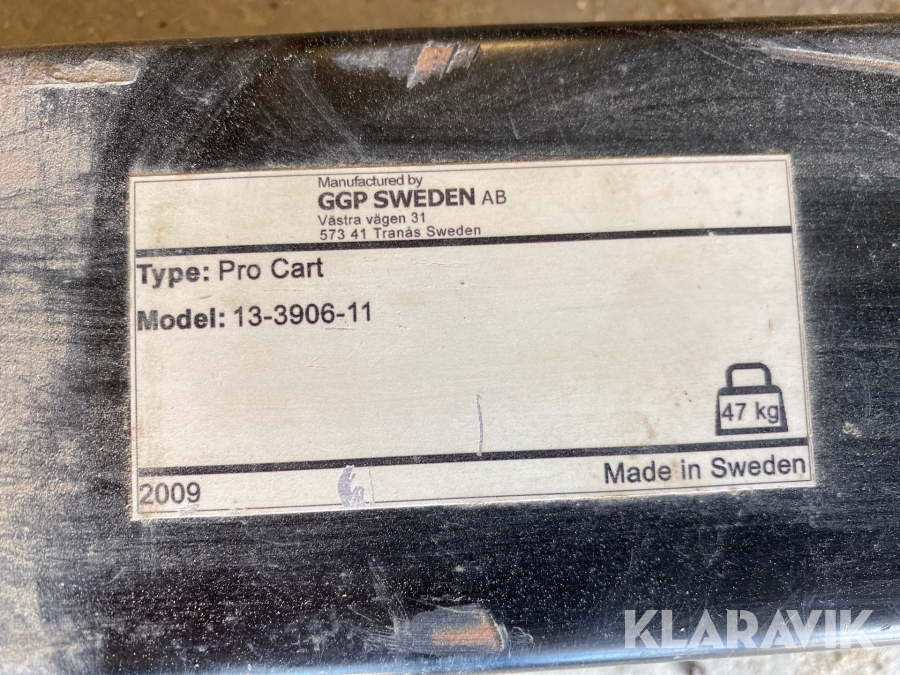 Manufactured by
GGP SWEDEN AB
Västra vägen 31
573 41 Tranås Sweden
Type: Pro Cart
Model: 13-3906-11
47 kg
2009
Made in Sweden
KLARAVIK